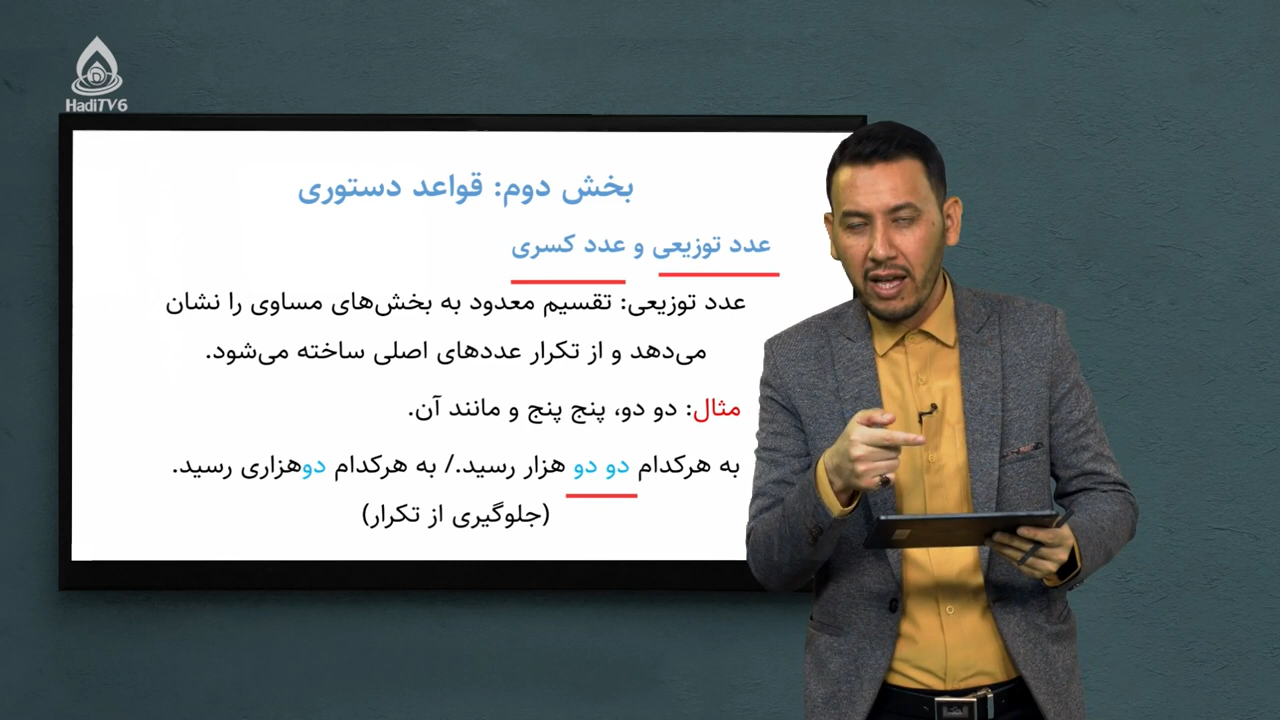 HadiTV6
بخش دوم: قواعد دستوری
عدد توزیعی و عدد کسری
عدد توزیعی: تقسیم معدود به بخش‌های مساوی را نشان
می‌دهد و از تکرار عددهای اصلی ساخته می‌شود.
مثال: دو دو، پنج پنج و مانند آن.
به هرکدام دو دو هزار رسید./ به هرکدام دوهزاری رسید.
(جلوگیری از تکرار)